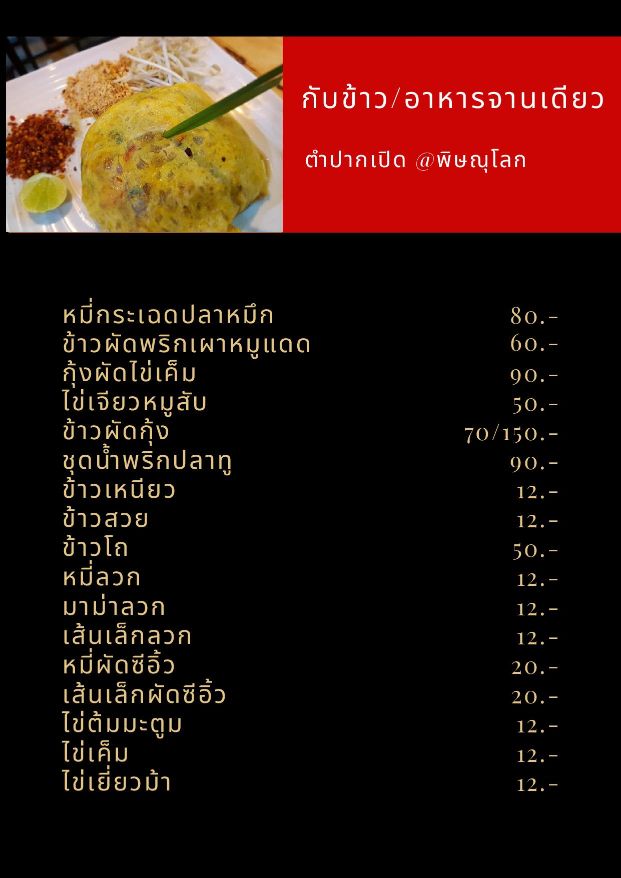 กับข้าว/อาหารจานเดียว
ตำปากเปิด @พิษณุโลก
หมี่กระเฉดปลาหมึก 80.-
ข้าวผัดพริกเผาหมูแดด 60.-
กุ้งผัดไข่เค็ม 90.-
ไข่เจียวหมูสับ 50.-
ข้าวผัดกุ้ง 70/150.-
ชุดน้ำพริกปลาทู 90.-
ข้าวเหนียว 12.-
ข้าวสวย 12.-
ข้าวโถ 50.-
หมี่ลวก 12.-
มาม่าลวก 12.-
เส้นเล็กลวก 12.-
หมี่ผัดซีอิ้ว 20.-
เส้นเล็กผัดซีอิ้ว 20.-
ไข่ต้มมะตูม 12.-
ไข่เค็ม 12.-
ไข่เยี่ยวม้า 12.-